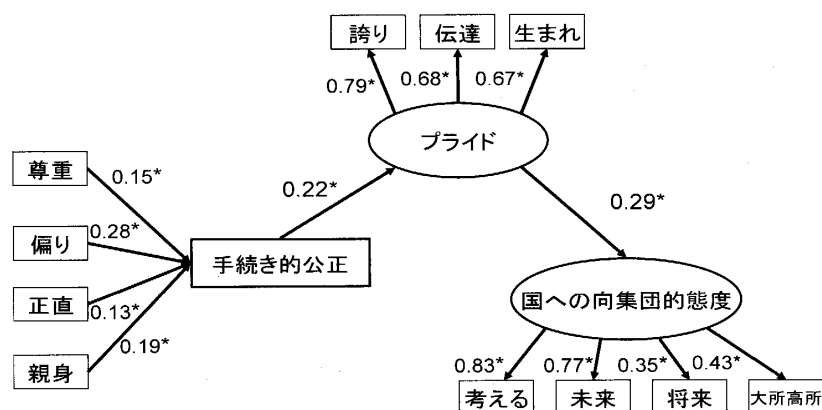 誇り
伝達
生まれ
0.79*
0.68*
0.67*
プライド
尊重
0.15*
0.22*
0.29*
偏り
0.28*
手続き的公正
正直
0.13*
国への向集団的態度
親身
0.19*
0.83*
0.77*
0.35*
0.43*
考える
未来
将来
大所高所